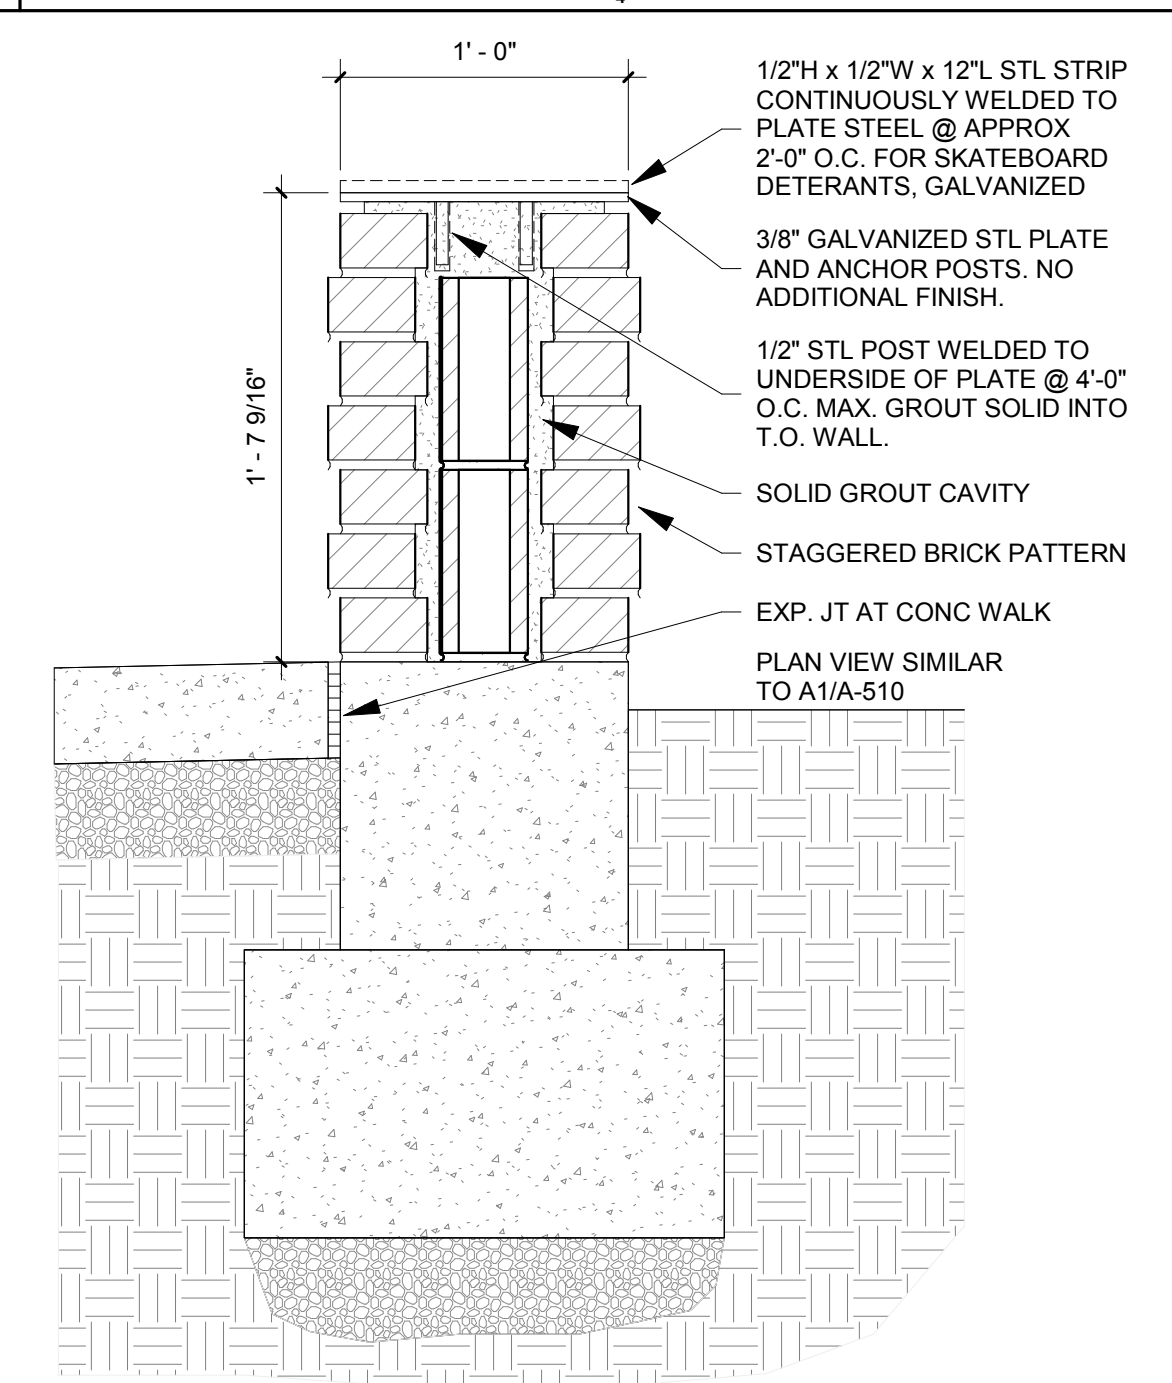 4
1' - 0"
1/2"H x 1/2"W x 12"L STL STRIP
CONTINUOUSLY WELDED TO
PLATE STEEL @ APPROX
2'-0" O.C. FOR SKATEBOARD
DETERANTS, GALVANIZED
3/8" GALVANIZED STL PLATE
AND ANCHOR POSTS. NO
ADDITIONAL FINISH.
1/2" STL POST WELDED TO
UNDERSIDE OF PLATE @ 4'-0"
O.C. MAX. GROUT SOLID INTO
T.O. WALL.
1' - 7 9/16"
SOLID GROUT CAVITY
STAGGERED BRICK PATTERN
EXP. JT AT CONC WALK
PLAN VIEW SIMILAR
TO A1/A-510